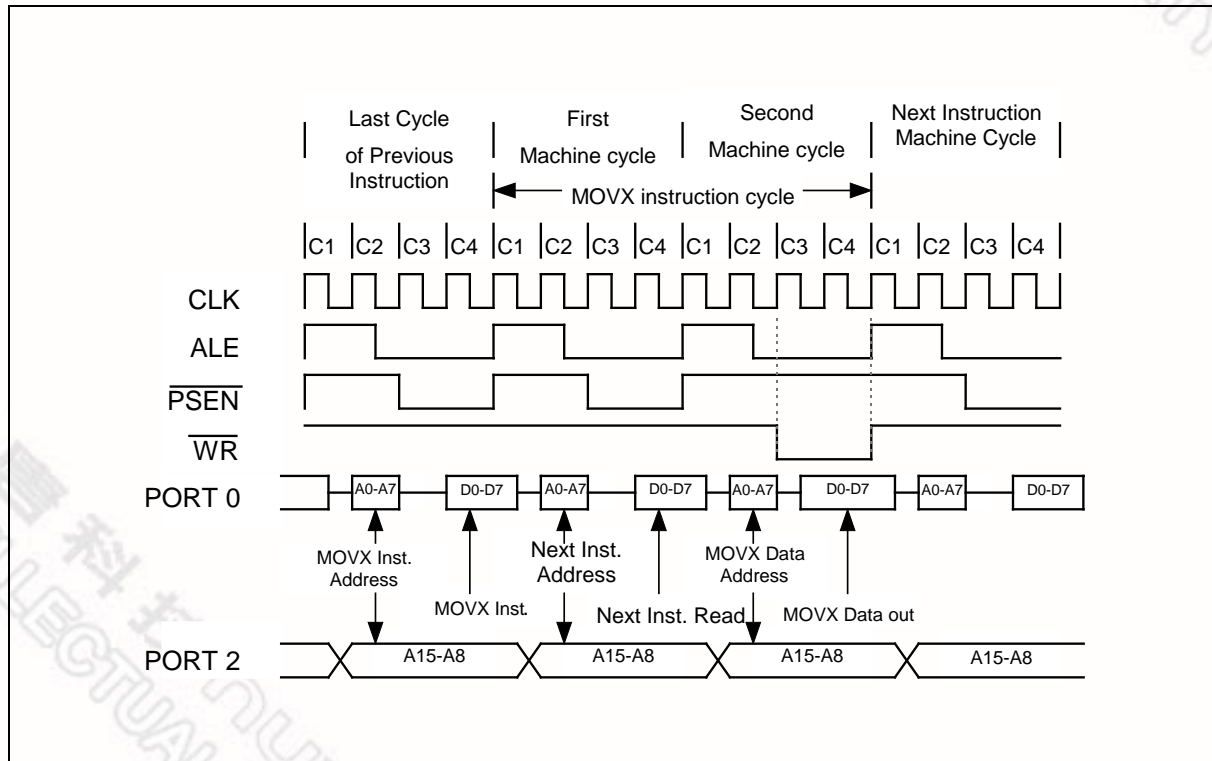 Last Cycle
of Previous
Instruction
First
Machine cycle
Second
Machine cycle
Next Instruction
Machine Cycle
MOVX instruction cycle
C1 C2 C3 C4 C1 C2 C3 C4 C1 C2 C3 C4 C1 C2 C3 C4
CLK
ALE
PSEN
WR
PORT 0
A0-A7 D0-D7 A0-A7 D0-D7 A0-A7 D0-D7 A0-A7 D0-D7
MOVX Inst.
Address
MOVX Inst.
Next Inst.
Address
Next Inst. Read
MOVX Data
Address
MOVX Data out
PORT 2
A15-A8 A15-A8 A15-A8 A15-A8